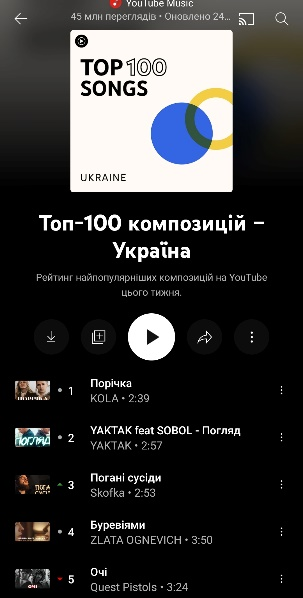 YouTube Music
45 млн переглядів • Оновлено 24...
TOP 100
SONGS
UKRAINE
Топ-100 композицій –
Україна
Рейтинг найпопулярніших композицій на YouTube
цього тижня.
1
Порічка
KOLA • 2:39
ПОГЛЯД
2
YAKTAK feat SOBOL - Погляд
YAKTAK • 2:57
3
Погані сусіди
Skofka • 2:53
4
Буревіями
ZLATA OGNEVICH • 3:50
ОЧІ
5
Очі
Quest Pistols • 3:24